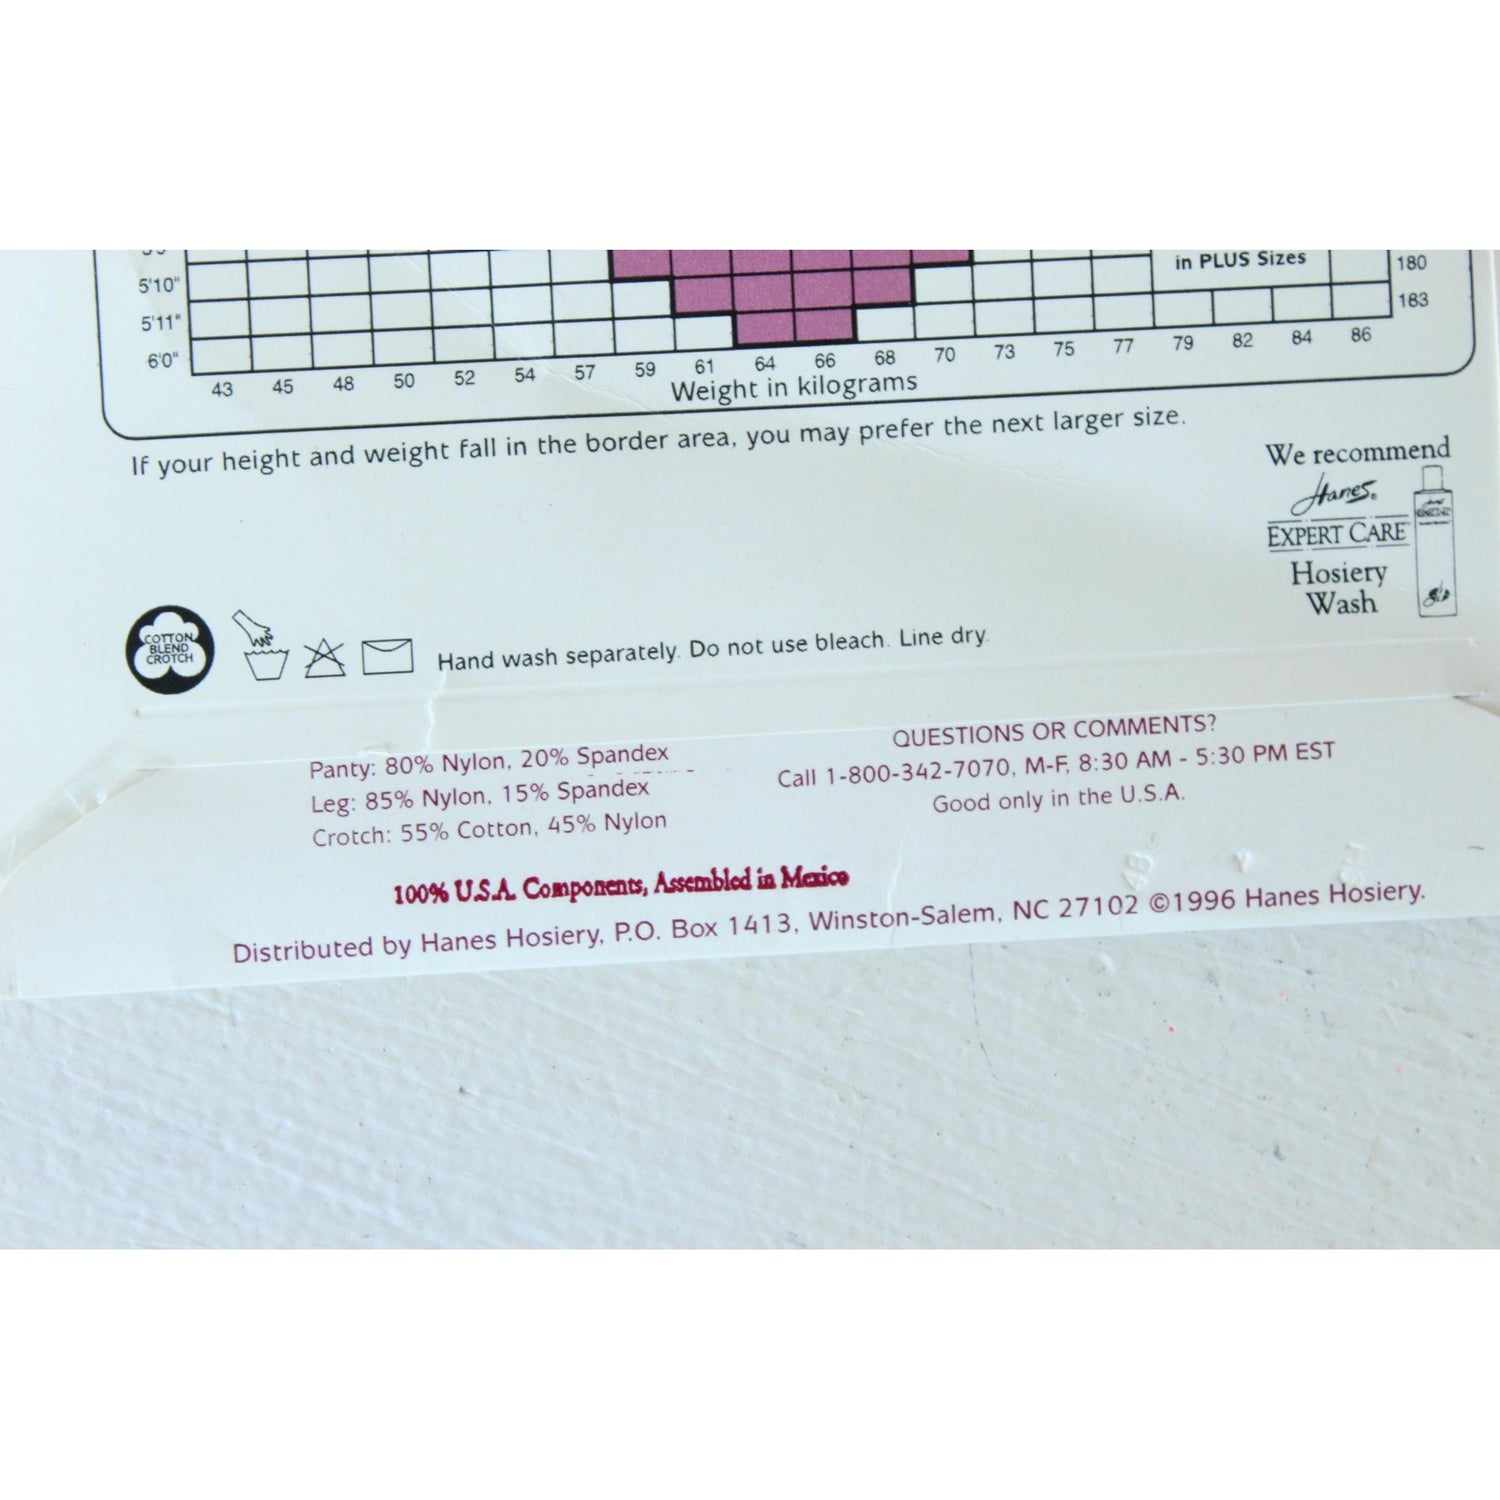 in PLUS Sizes
180
5'10"
5'11"
183
6'0"
43 45 48 50 52 54 57 59 61 64 66 68 70 73 75 77 79 82 84 86
Weight in kilograms
If your height and weight fall in the border area, you may prefer the next larger size.
We recommend
Hanes®
EXPERT CARE
Hosiery
Wash
COTTON
BLEND
CROTCH
Hand wash separately. Do not use bleach. Line dry.
Panty: 80% Nylon, 20% Spandex
Leg: 85% Nylon, 15% Spandex
Crotch: 55% Cotton, 45% Nylon
QUESTIONS OR COMMENTS?
Call 1-800-342-7070, M-F, 8:30 AM - 5:30 PM EST
Good only in the U.S.A.
100% U.S.A. Components, Assembled in Mexico
Distributed by Hanes Hosiery, P.O. Box 1413, Winston-Salem, NC 27102 ©1996 Hanes Hosiery.